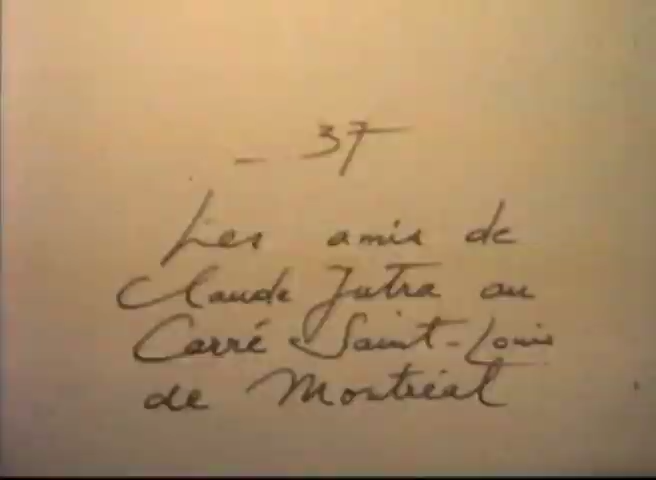 - 37
Les amis de
Claude Jutra au
Carré Saint-Louis
de Montréal